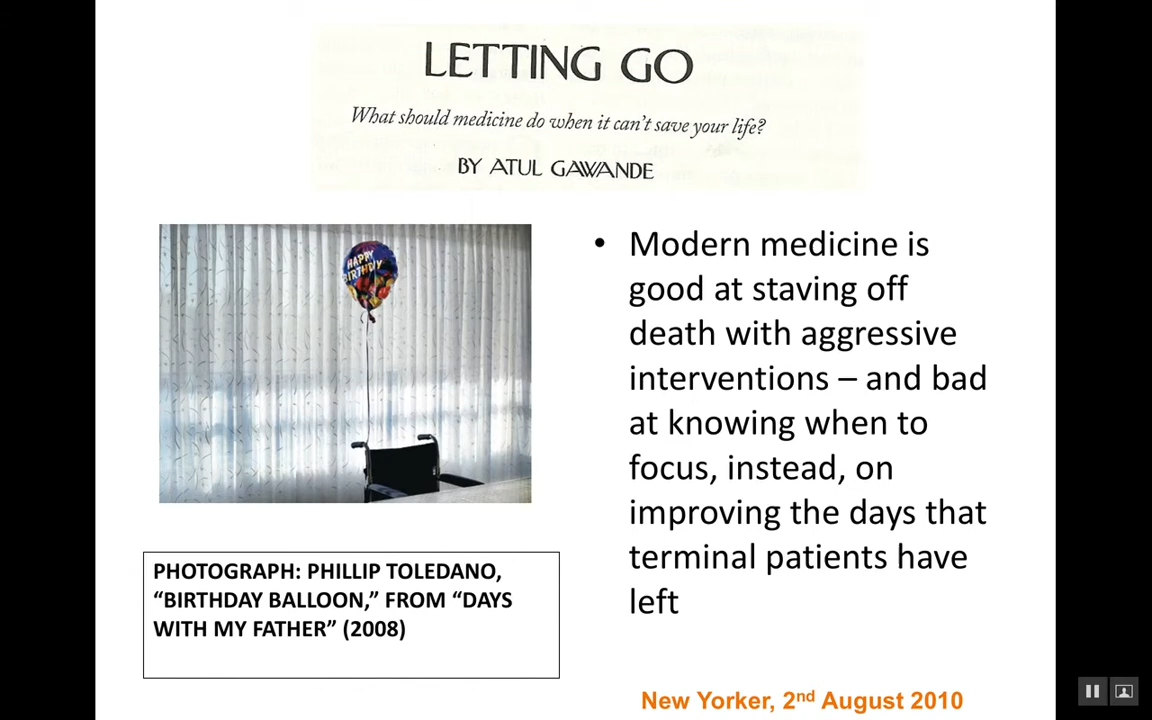 LETTING GO
What should medicine do when it can't save your life?
BY ATUL GAWANDE
HAPPY
BIRTHDAY
• Modern medicine is
good at staving off
death with aggressive
interventions – and bad
at knowing when to
focus, instead, on
improving the days that
terminal patients have
left
PHOTOGRAPH: PHILLIP TOLEDANO,
“BIRTHDAY BALLOON,” FROM “DAYS
WITH MY FATHER” (2008)
New Yorker, 2nd August 2010